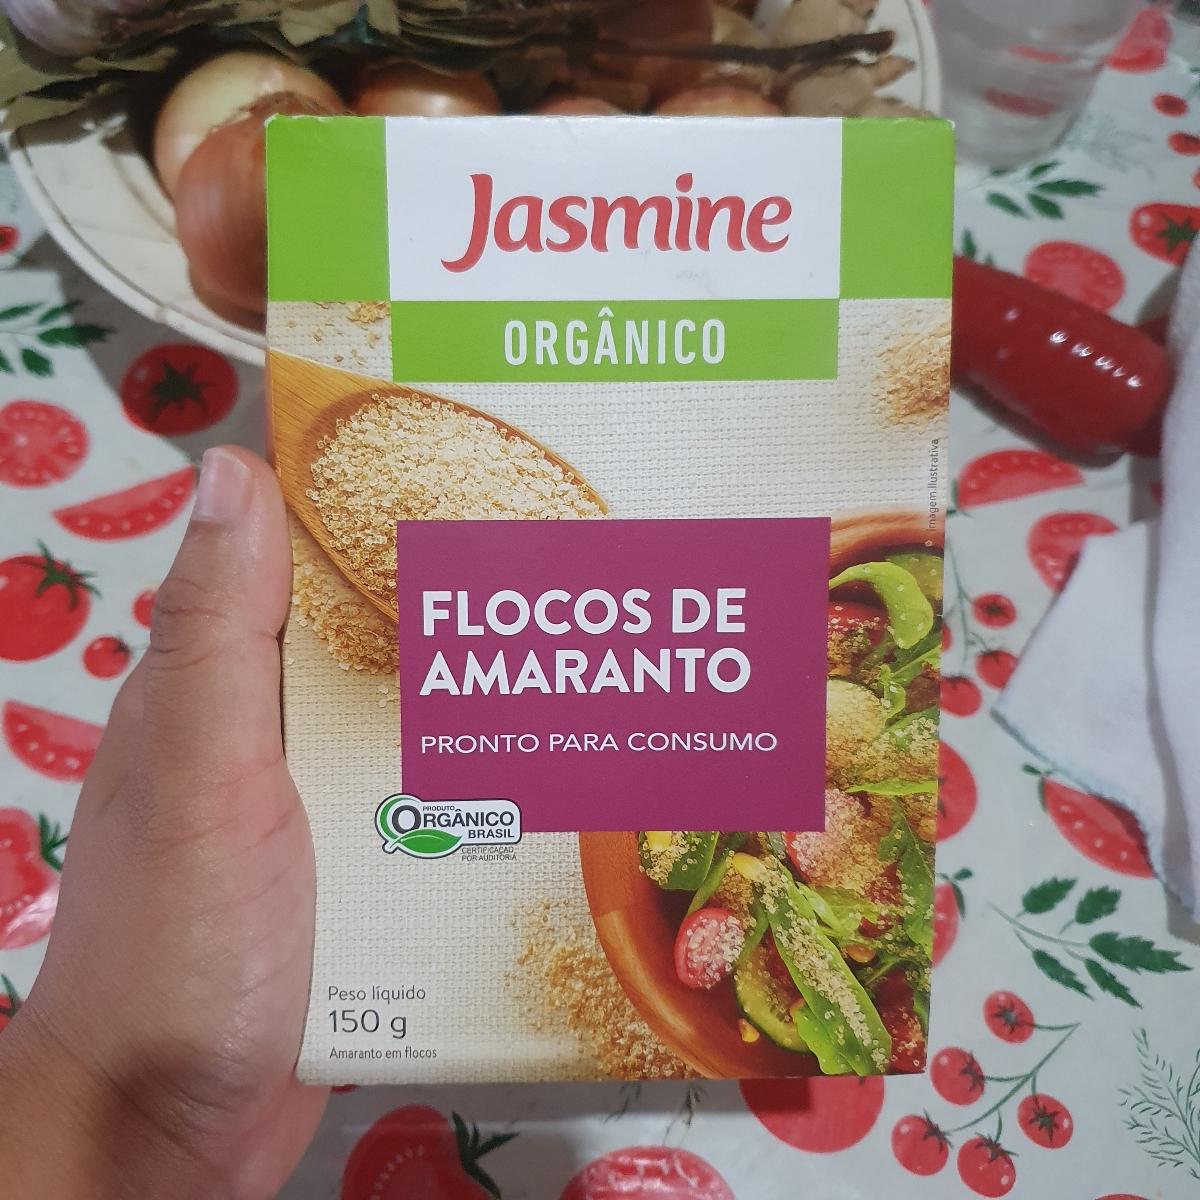 Jasmine
ORGÂNICO
Imagem Ilustrativa
FLOCOS DE
AMARANTO
PRONTO PARA CONSUMO
PRODUTO
ORGÂNICO
BRASIL
CERTIFICAÇÃO
POR AUDITORIA
Peso líquido
150 g
Amaranto em flocos